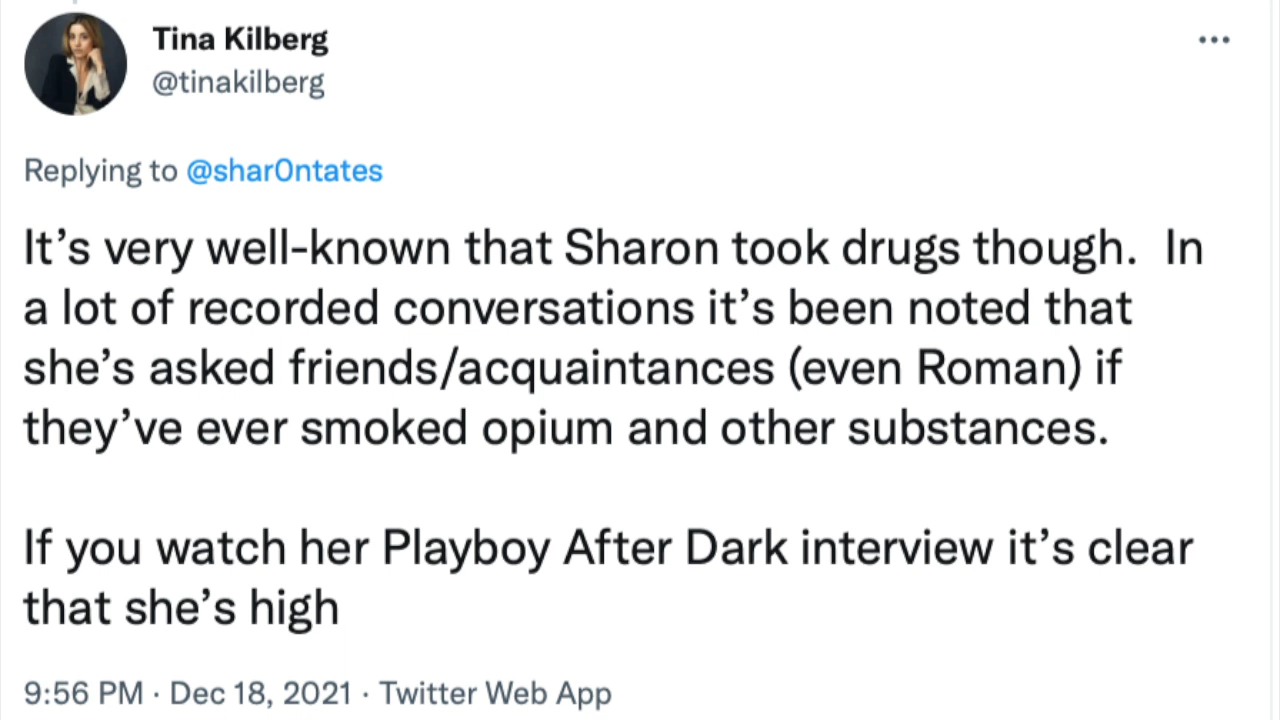 Tina Kilberg
@tinakilberg
Replying to @shar0ntates
It’s very well-known that Sharon took drugs though.  In
a lot of recorded conversations it’s been noted that
she’s asked friends/acquaintances (even Roman) if
they’ve ever smoked opium and other substances.
If you watch her Playboy After Dark interview it’s clear
that she’s high
9:56 PM · Dec 18, 2021 · Twitter Web App